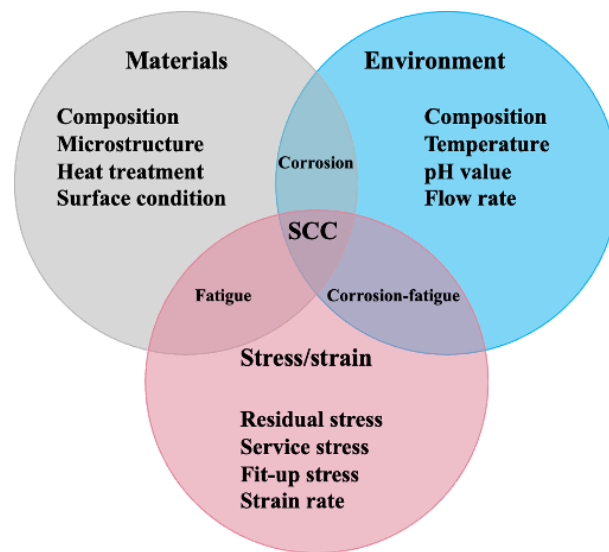 Materials
Composition
Microstructure
Heat treatment
Surface condition
Environment
Composition
Temperature
pH value
Flow rate
Corrosion
SCC
Fatigue
Corrosion-fatigue
Stress/strain
Residual stress
Service stress
Fit-up stress
Strain rate